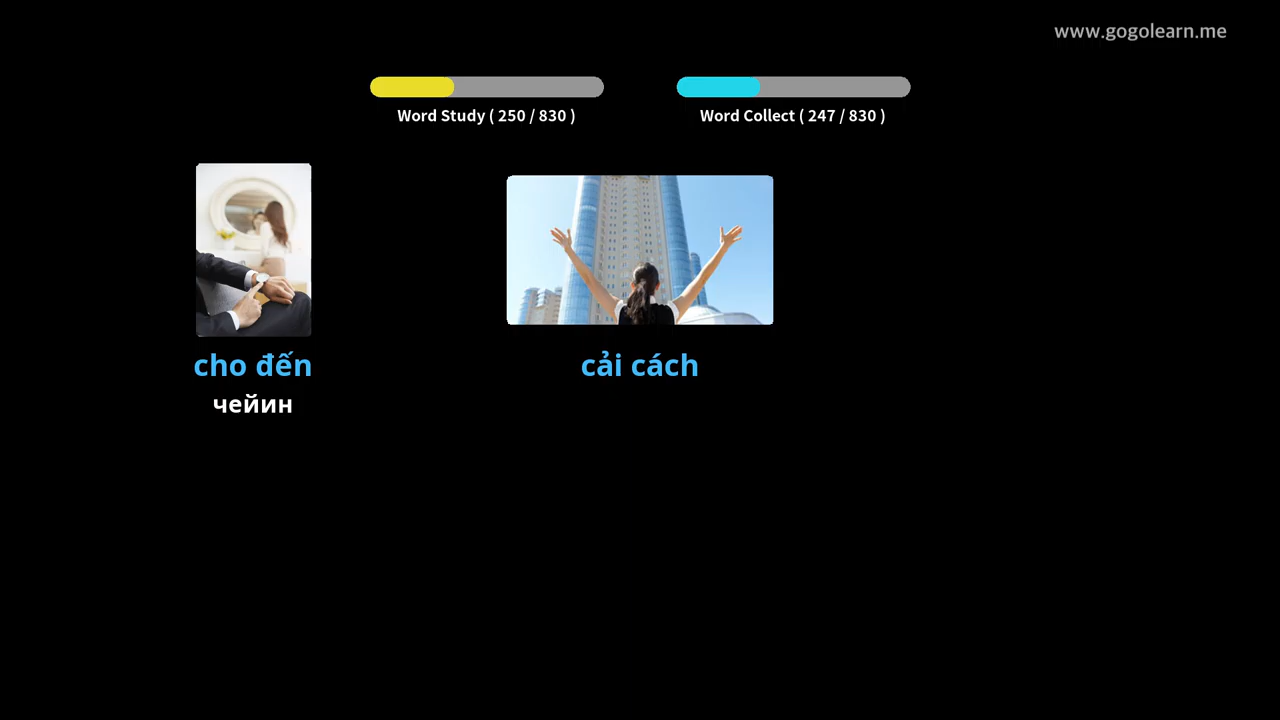 www.gogolearn.me
Word Study ( 250 / 830 )
Word Collect ( 247 / 830 )
cho đến
чейин
cải cách